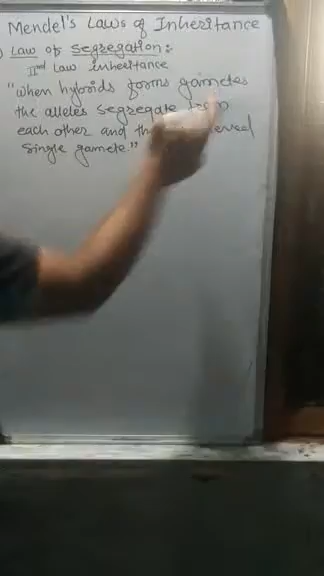 Mendel's Laws of Inheritance
Law of segregation:
IInd Law inheritance
"When hybrids forms gametes
the alleles segregate from
each other and
single gamete."